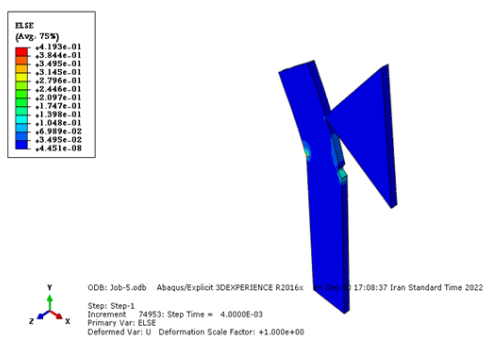 ELSE
(Avg: 75%)
+4.193e-01
+3.844e-01
+3.495e-01
+3.145e-01
+2.796e-01
+2.446e-01
+2.097e-01
+1.747e-01
+1.398e-01
+1.048e-01
+6.989e-02
+3.495e-02
+4.451e-08
Y
Z
X
ODB: Job-5.odb Abaqus/Explicit 3DEXPERIENCE R2016x 17:08:37 Iran Standard Time 2022
Step: Step-1
Increment 74953: Step Time = 4.0000E-03
Primary Var: ELSE
Deformed Var: U Deformation Scale Factor: +1.000e+00